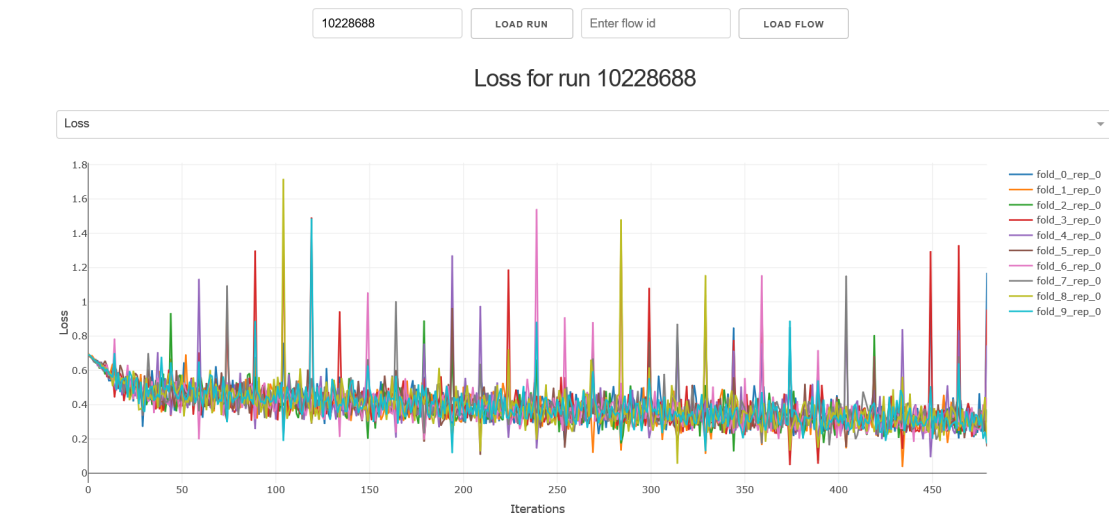 10228688 LOAD RUN Enter flow id LOAD FLOW
Loss for run 10228688
Loss
1.8
1.6
1.4
1.2
1
0.8
0.6
0.4
0.2
0
Loss
0 50 100 150 200 250 300 350 400 450
Iterations
fold_0_rep_0
fold_1_rep_0
fold_2_rep_0
fold_3_rep_0
fold_4_rep_0
fold_5_rep_0
fold_6_rep_0
fold_7_rep_0
fold_8_rep_0
fold_9_rep_0